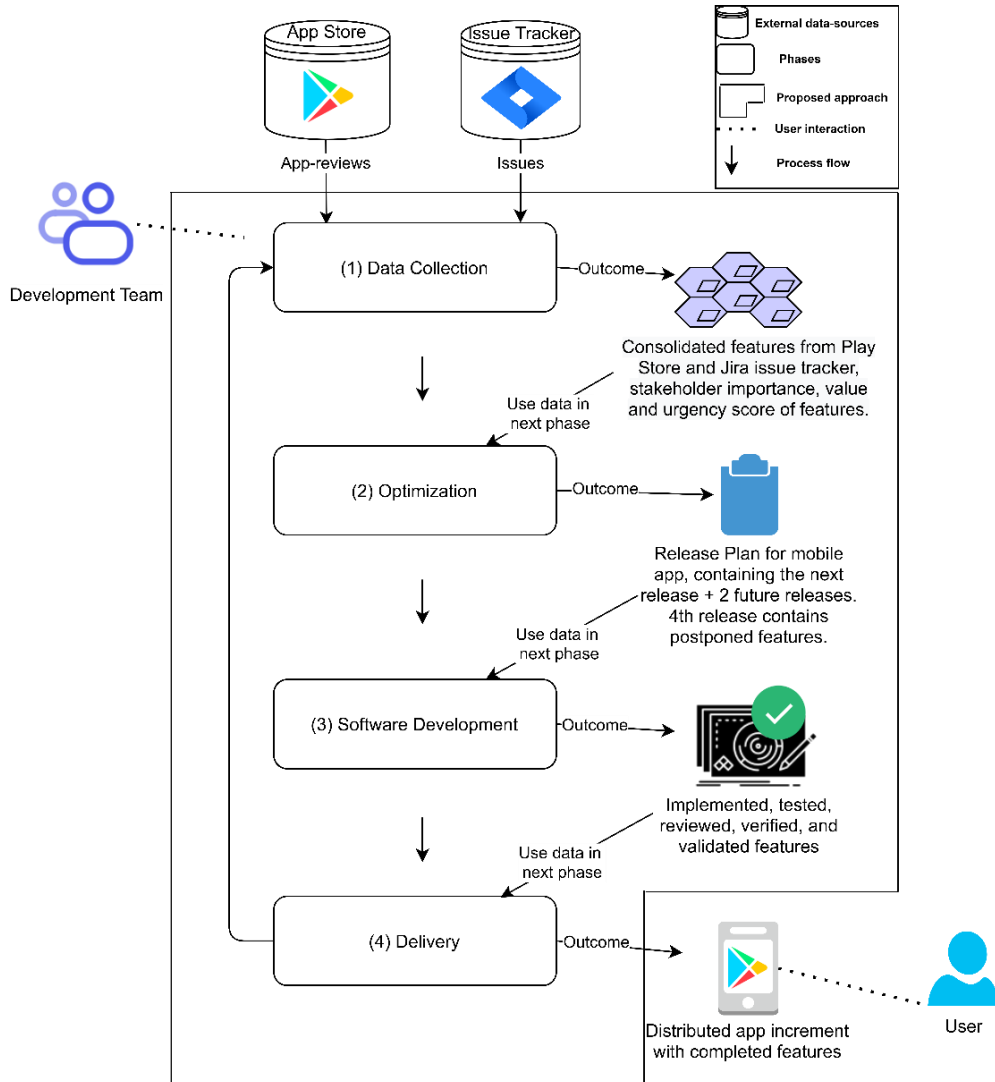 App Store
Issue Tracker
External data-sources
Phases
Proposed approach
User interaction
Process flow
App-reviews
Issues
Development Team
(1) Data Collection
Outcome
Consolidated features from Play
Store and Jira issue tracker,
stakeholder importance, value
and urgency score of features.
Use data in
next phase
(2) Optimization
Outcome
Release Plan for mobile
app, containing the next
release + 2 future releases.
4th release contains
postponed features.
Use data in
next phase
(3) Software Development
Outcome
Implemented, tested,
reviewed, verified, and
validated features
Use data in
next phase
(4) Delivery
Outcome
Distributed app increment
with completed features
User